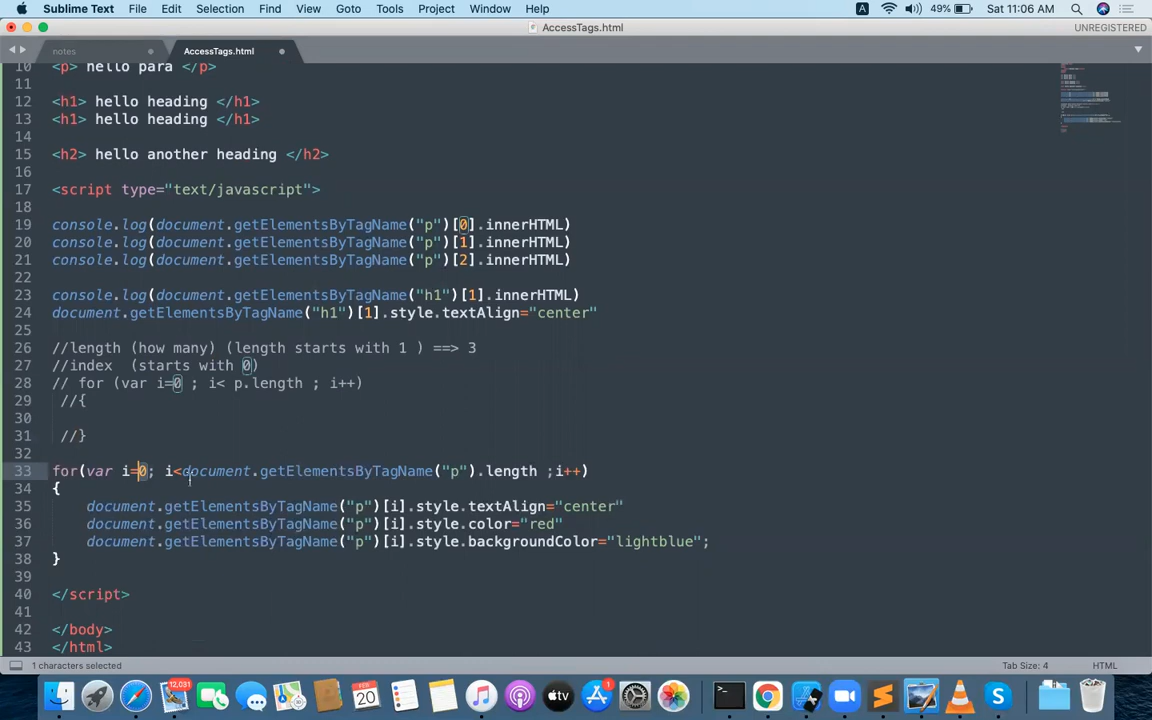 Sublime Text File Edit Selection Find View Goto Tools Project Window Help A 49% Sat 11:06 AM
AccessTags.html UNREGISTERED
notes AccessTags.html
10 <p> hello para </p>
11
12 <h1> hello heading </h1>
13 <h1> hello heading </h1>
14
15 <h2> hello another heading </h2>
16
17 <script type="text/javascript">
18
19 console.log(document.getElementsByTagName("p")[0].innerHTML)
20 console.log(document.getElementsByTagName("p")[1].innerHTML)
21 console.log(document.getElementsByTagName("p")[2].innerHTML)
22
23 console.log(document.getElementsByTagName("h1")[1].innerHTML)
24 document.getElementsByTagName("h1")[1].style.textAlign="center"
25
26 //length (how many) (length starts with 1 ) ==> 3
27 //index  (starts with 0)
28 // for (var i=0 ; i< p.length ; i++)
29 //{
30
31 //}
32
33 for(var i=0; i<document.getElementsByTagName("p").length ;i++)
34 {
35 document.getElementsByTagName("p")[i].style.textAlign="center"
36 document.getElementsByTagName("p")[i].style.color="red"
37 document.getElementsByTagName("p")[i].style.backgroundColor="lightblue";
38 }
39
40 </script>
41
42 </body>
43 </html>
1 characters selected Tab Size: 4 HTML
12,031 FEB 20 tv 1 S